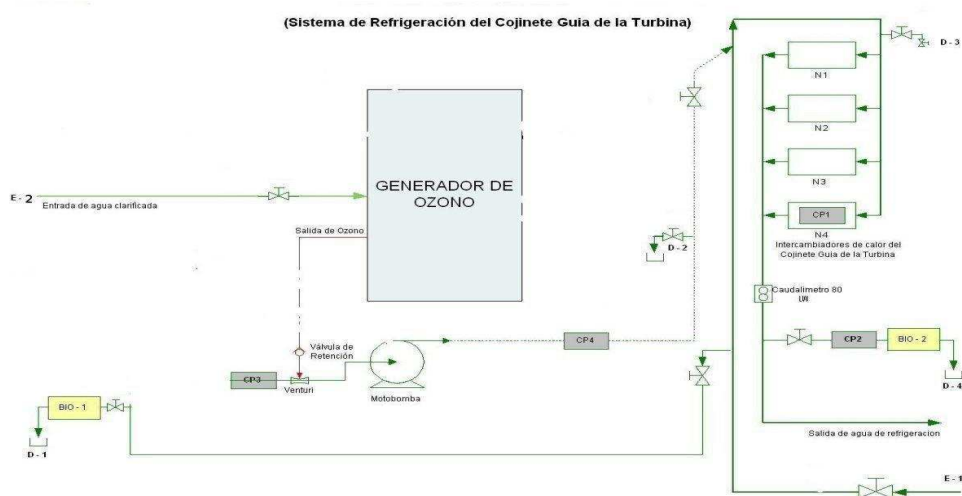 (Sistema de Refrigeración del Cojinete Guia de la Turbina)
D - 3
N1
N2
N3
CP1
N4
Intercambiadores de calor del
Cojinete Guia de la Turbina
GENERADOR DE
OZONO
E - 2
Entrada de agua clarificada
Salida de Ozono
D - 2
Caudalimetro 80
Válvula de
Retención
CP4
CP2
BIO - 2
D - 4
CP3
Venturi
Motobomba
BIO - 1
D - 1
Salida de agua de refrigeracion
E - 1